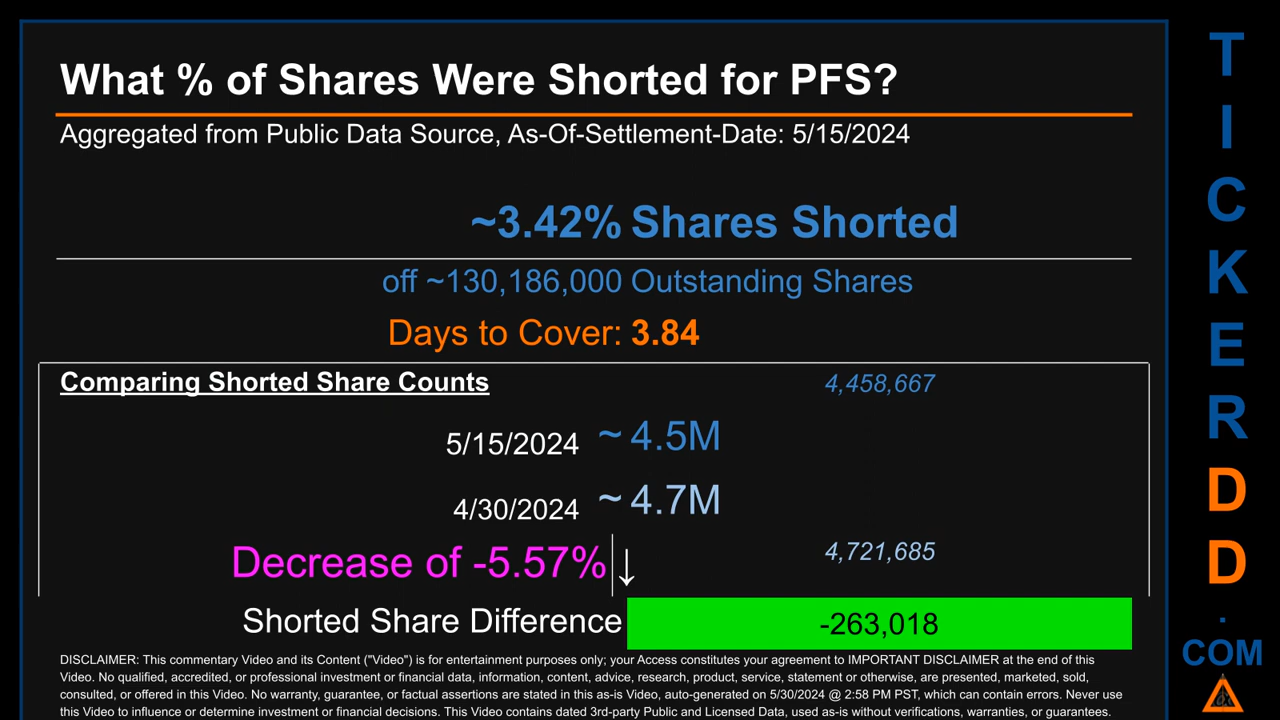 What % of Shares Were Shorted for PFS?
Aggregated from Public Data Source, As-Of-Settlement-Date: 5/15/2024
~3.42% Shares Shorted
off ~130,186,000 Outstanding Shares
Days to Cover: 3.84
Comparing Shorted Share Counts 4,458,667
5/15/2024 ~ 4.5M
4/30/2024 ~ 4.7M
Decrease of -5.57% ↓ 4,721,685
Shorted Share Difference -263,018
DISCLAIMER: This commentary Video and its Content ("Video") is for entertainment purposes only; your Access constitutes your agreement to IMPORTANT DISCLAIMER at the end of this
Video. No qualified, accredited, or professional investment or financial data, information, content, advice, research, product, service, statement or otherwise, are presented, marketed, sold,
consulted, or offered in this Video. No warranty, guarantee, or factual assertions are stated in this as-is Video, auto-generated on 5/30/2024 @ 2:58 PM PST, which can contain errors. Never use
this Video to influence or determine investment or financial decisions. This Video contains dated 3rd-party Public and Licensed Data, used as-is without verifications, warranties, or guarantees.
T
I
C
K
E
R
D
D
.
COM